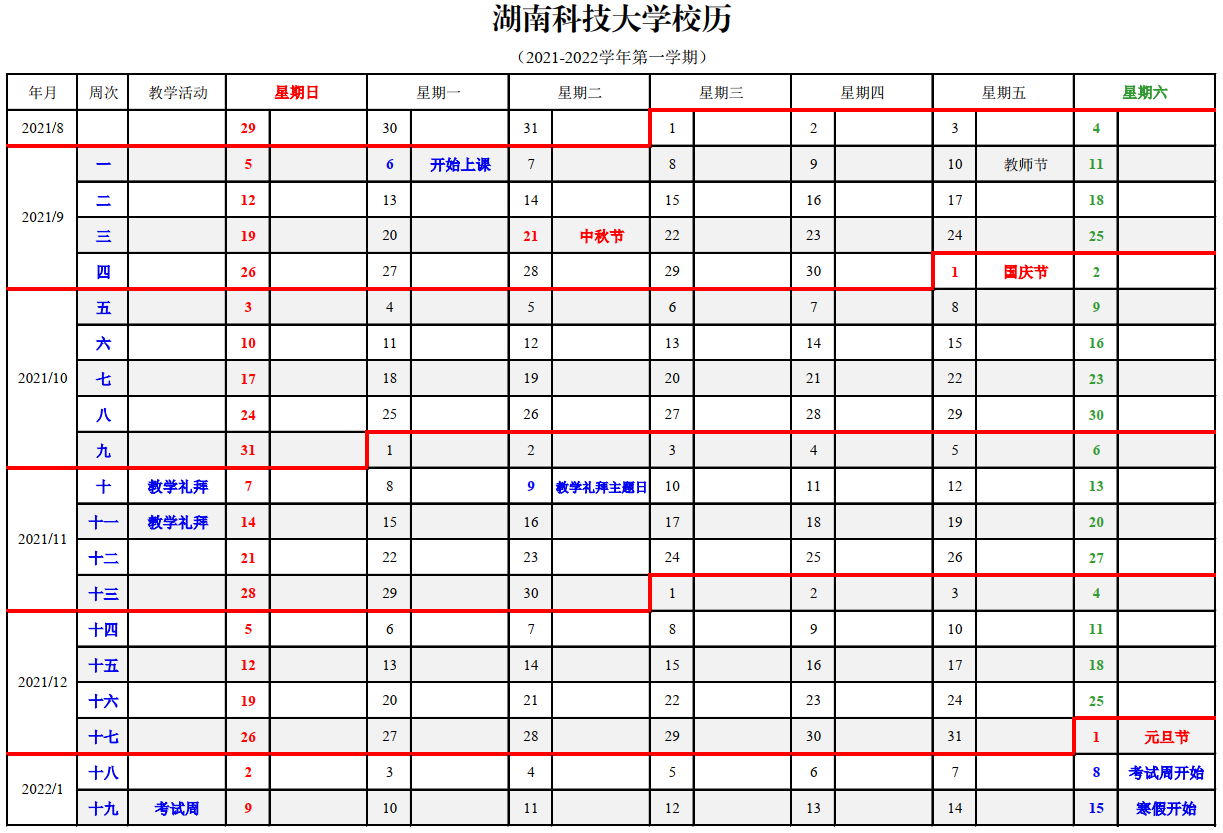 湖南科技大学校历
（2021-2022学年第一学期）
年月 周次 教学活动 星期日 星期一 星期二 星期三 星期四 星期五 星期六
2021/8 29 30 31 1 2 3 4
一 5 6 开始上课 7 8 9 10 教师节 11
二 12 13 14 15 16 17 18
2021/9
三 19 20 21 中秋节 22 23 24 25
四 26 27 28 29 30 1 国庆节 2
五 3 4 5 6 7 8 9
六 10 11 12 13 14 15 16
2021/10 七 17 18 19 20 21 22 23
八 24 25 26 27 28 29 30
九 31 1 2 3 4 5 6
十 教学礼拜 7 8 9 教学礼拜主题日 10 11 12 13
十一 教学礼拜 14 15 16 17 18 19 20
2021/11
十二 21 22 23 24 25 26 27
十三 28 29 30 1 2 3 4
十四 5 6 7 8 9 10 11
十五 12 13 14 15 16 17 18
2021/12
十六 19 20 21 22 23 24 25
十七 26 27 28 29 30 31 1 元旦节
十八 2 3 4 5 6 7 8 考试周开始
2022/1
十九 考试周 9 10 11 12 13 14 15 寒假开始